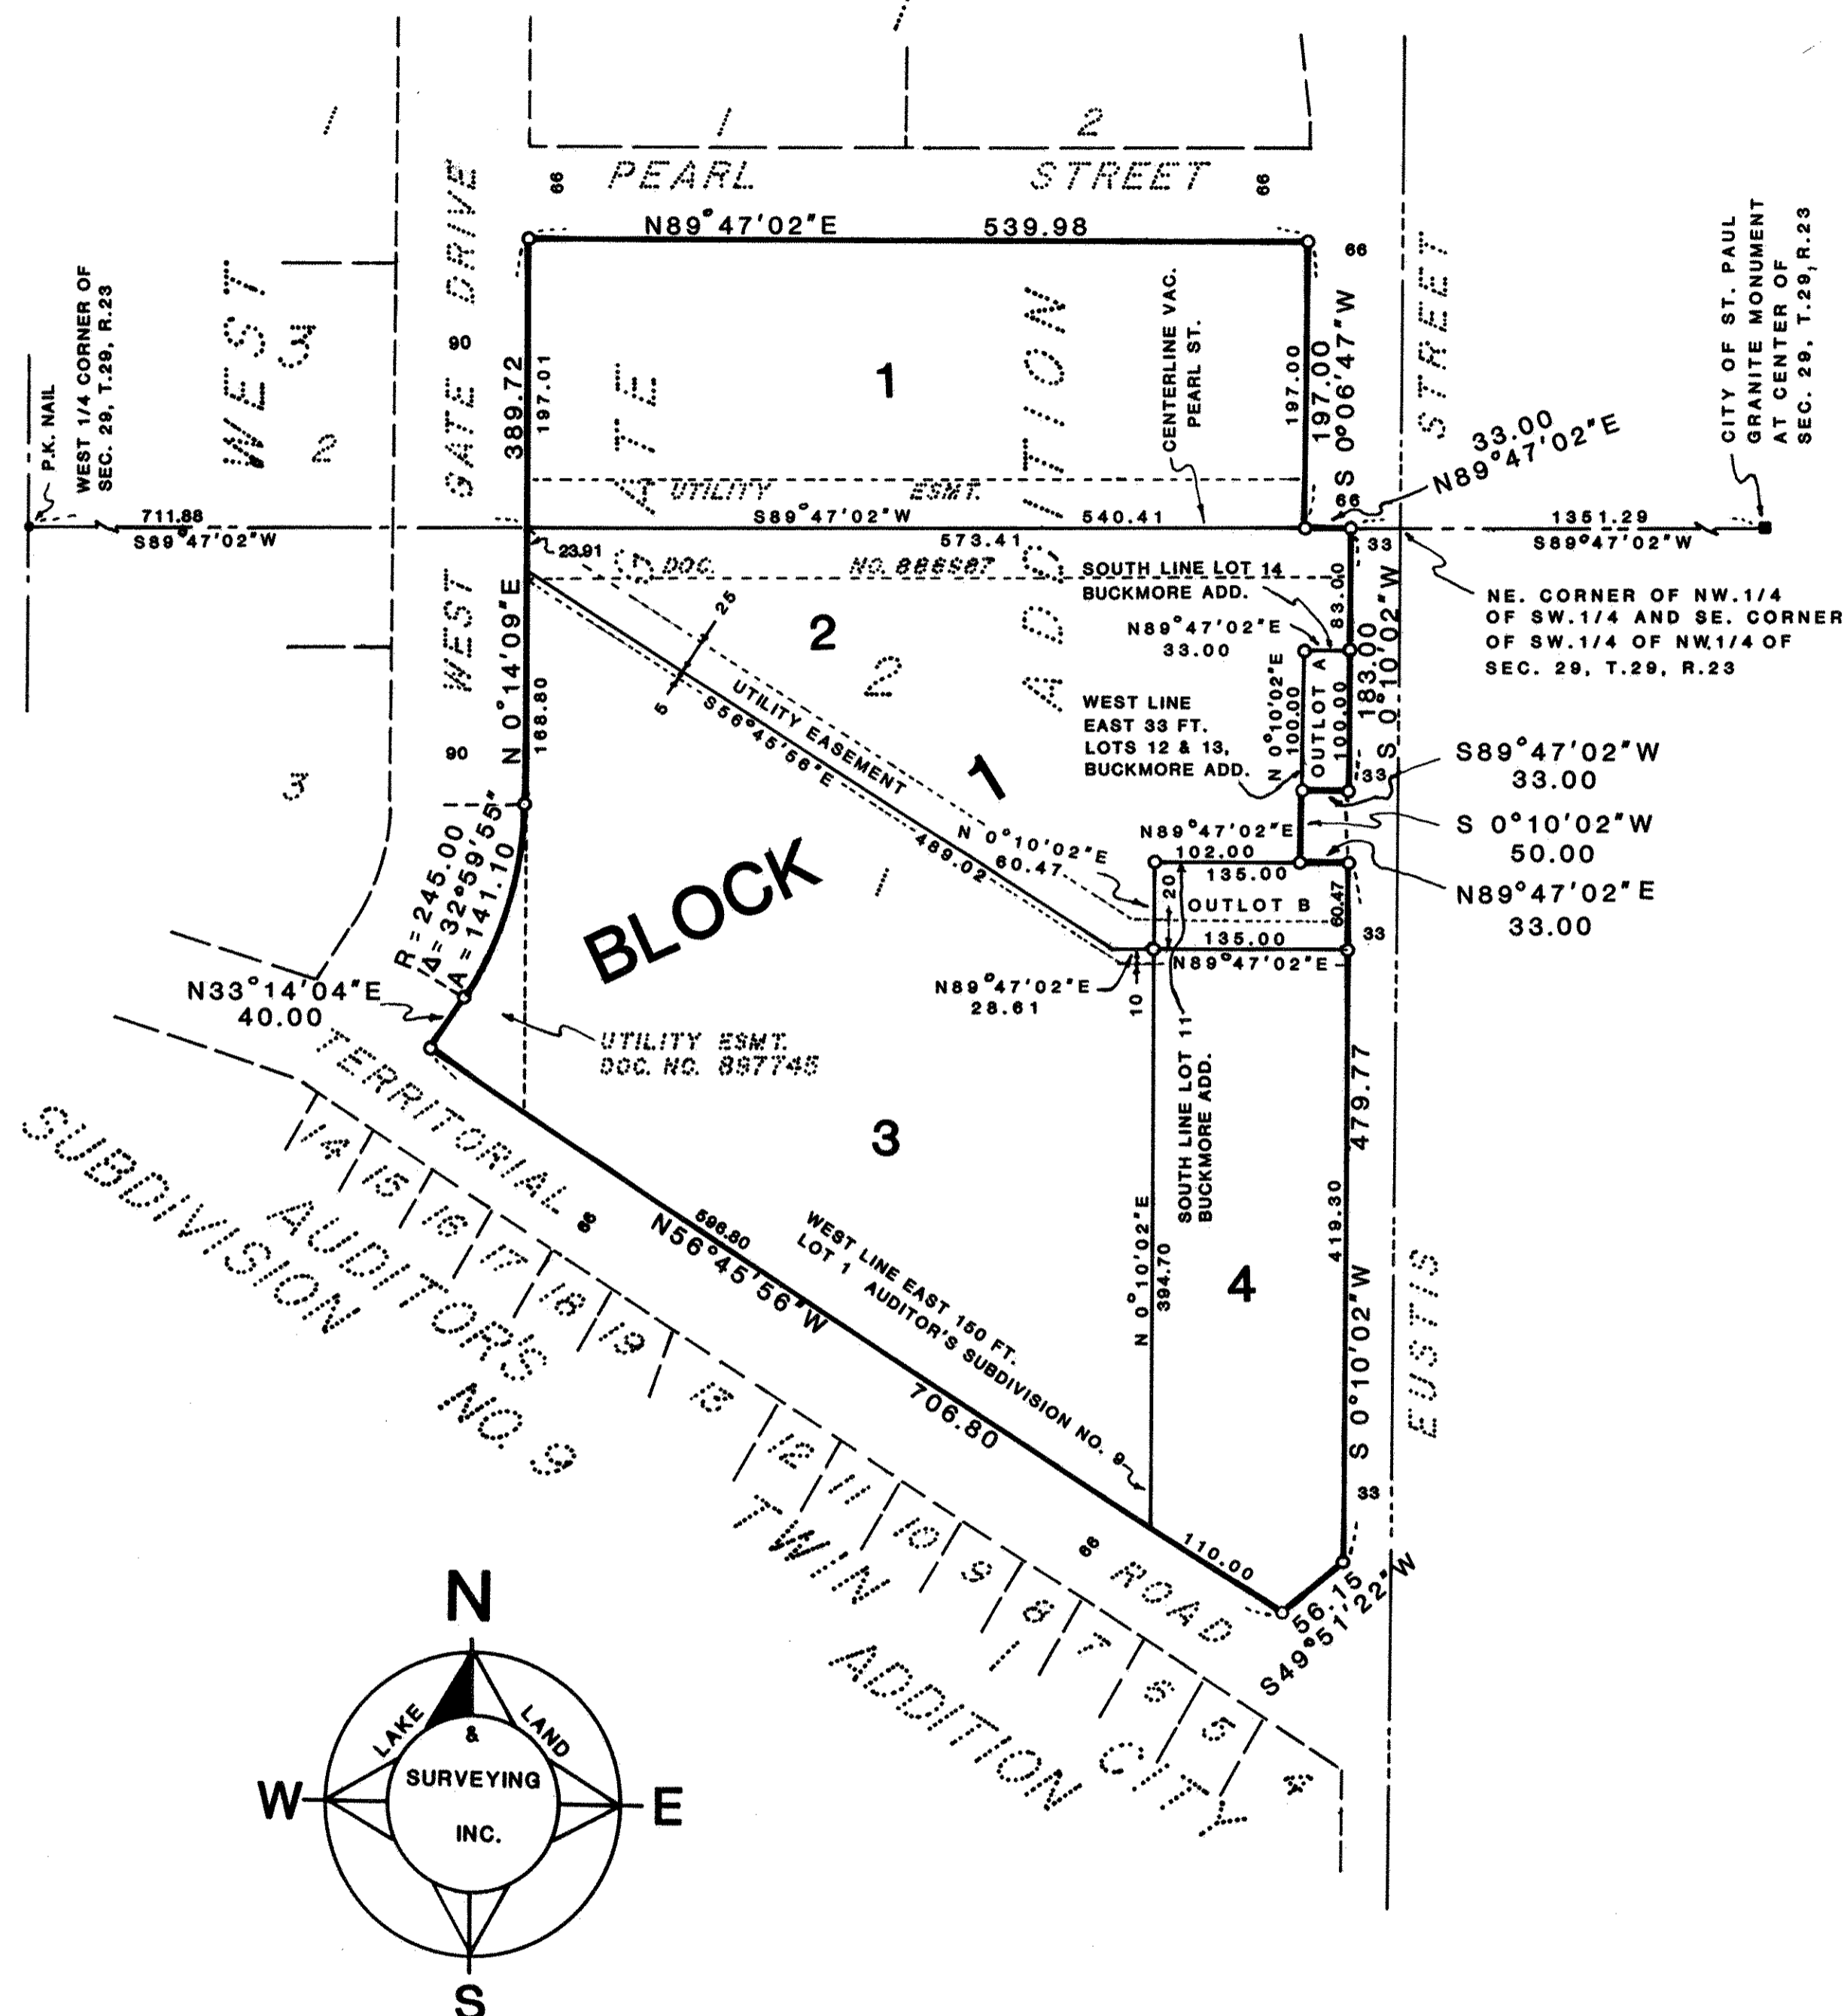 1
1
2
PEARL STREET
66
66
N89°47'02"E 539.98
66
WEST
3
2
3
WEST GATE DRIVE
90
90
P.K. NAIL
WEST 1/4 CORNER OF
SEC. 29, T.29, R.23
711.88
S89°47'02"W
389.72
197.01
1
197.00
197.00
S 0°06'47"W
CENTERLINE VAC.
PEARL ST.
WEST GATE ADDITION
STREET
CITY OF ST. PAUL
GRANITE MONUMENT
AT CENTER OF
SEC. 29, T.29, R.23
33.00
N89°47'02"E
66
UTILITY ESMT.
S89°47'02"W 540.41
573.41
1351.29
S89°47'02"W
33
23.91
DOC. NO. 888687
SOUTH LINE LOT 14
BUCKMORE ADD.
NE. CORNER OF NW.1/4
OF SW.1/4 AND SE. CORNER
OF SW.1/4 OF NW.1/4 OF
SEC. 29, T.29, R.23
N 0°14'09"E
168.80
25
5
2
2
UTILITY EASEMENT
S56°45'56"E
489.02
N89°47'02"E
33.00
83.00
183.00
S 0°10'02"W
N 0°10'02"E
100.00
OUTLOT A
100.00
WEST LINE
EAST 33 FT.
LOTS 12 & 13,
BUCKMORE ADD.
33
S89°47'02"W
33.00
S 0°10'02"W
50.00
N89°47'02"E
33.00
BLOCK 1
1
N 0°10'02"E
60.47
N89°47'02"E
102.00
135.00
20
OUTLOT B
60.47
135.00
33
N89°47'02"E
N89°47'02"E
28.61
10
R = 245.00
Δ = 32°59'55"
A = 141.10
N33°14'04"E
40.00
UTILITY ESMT.
DOC. NO. 897745
SOUTH LINE LOT 11
BUCKMORE ADD.
3
4
479.77
419.30
S 0°10'02"W
EUSTIS
33
N 0°10'02"E
394.70
TERRITORIAL ROAD
66
66
596.80
N56°45'56"W
706.80
110.00
WEST LINE EAST 150 FT.
LOT 1 AUDITOR'S SUBDIVISION NO. 9
56.15
S49°51'22"W
SUBDIVISION
AUDITOR'S
NO. 9
14
15
16
17
18
19
13
12
11
10
9
8
7
6
5
4
1
TWIN CITY
ADDITION
N
LAKE & LAND
SURVEYING
INC.
W
E
S